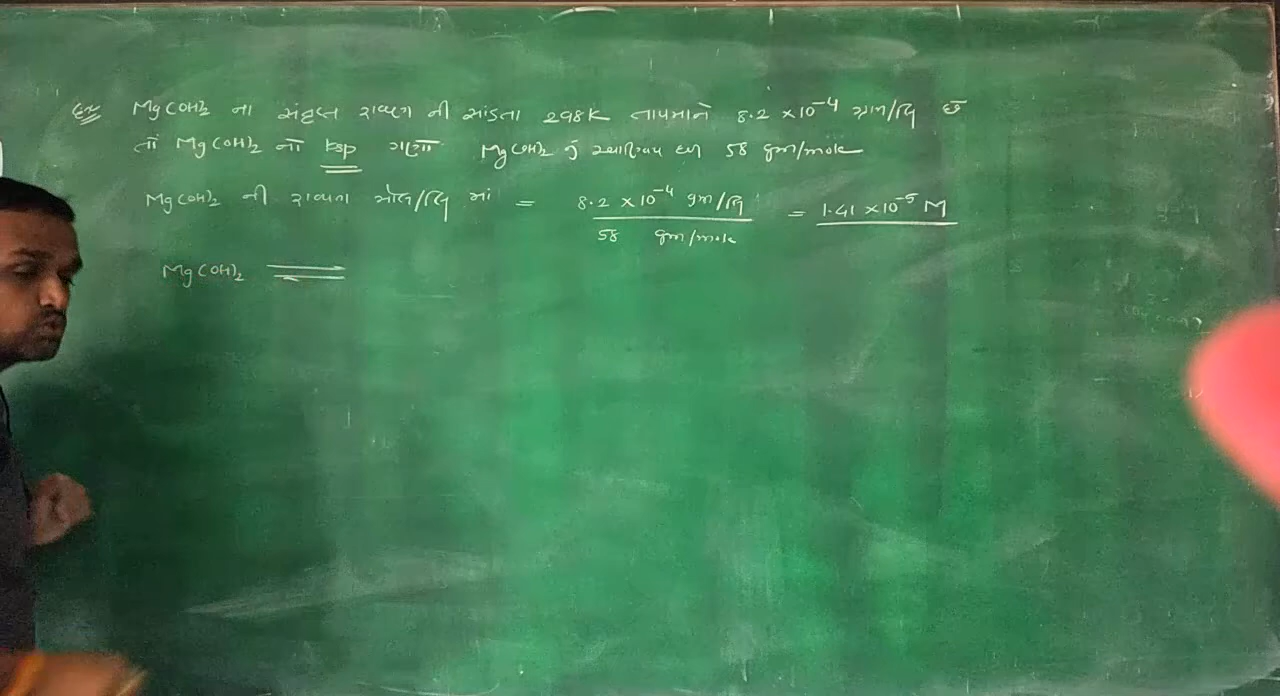 Mg(OH)2 ના સંતૃપ્ત દ્રાવણ ની સાંદ્રતા 298K તાપમાને 8.2 ×10⁻⁴ ગ્રામ/લિ છે
તો Mg(OH)2 નો Ksp ગણો Mg(OH)2 નું આણ્વિય દળ 58 gm/mole
Mg(OH)₂ ની દ્રાવ્યતા મોલ/લિ માં = 8.2 ×10⁻⁴ gm/લિ / 58 gm/mole = 1.41 ×10⁻⁵ M
Mg(OH)₂ ⇌